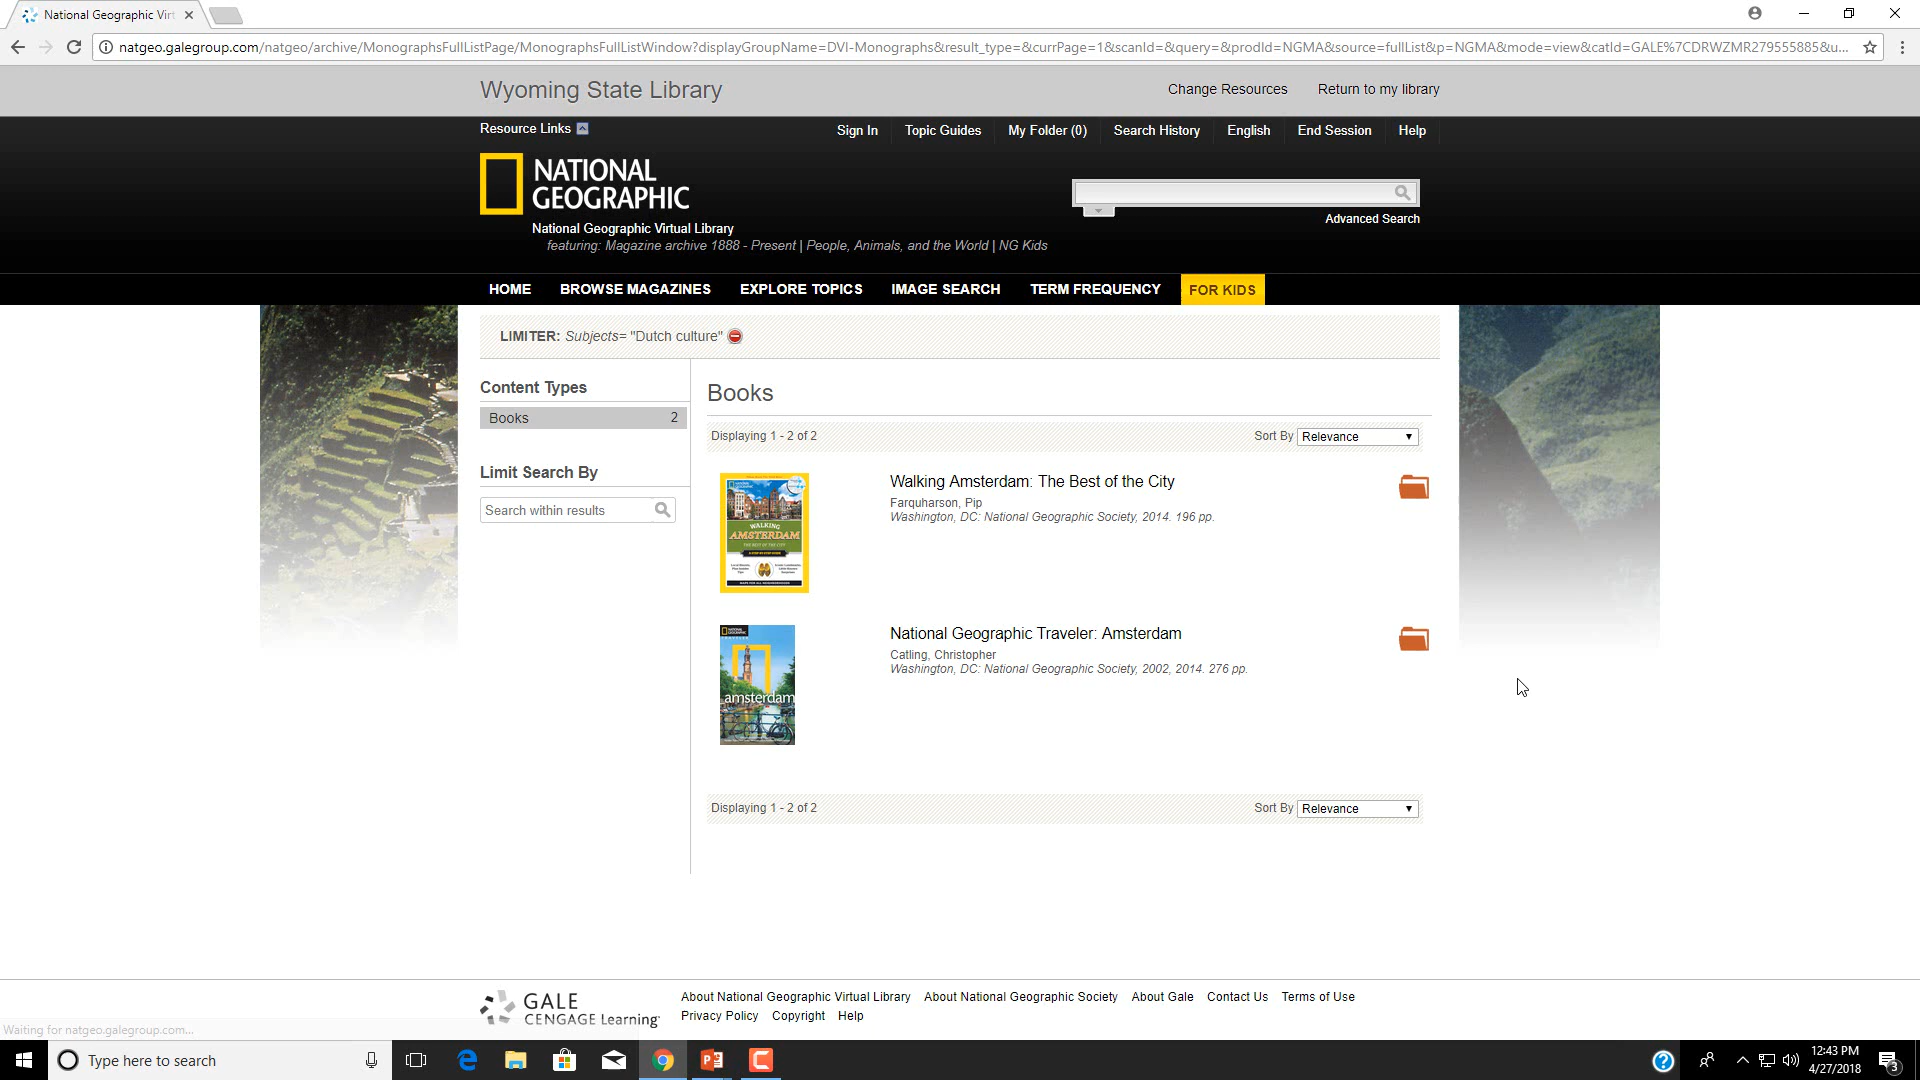 National Geographic Virt
natgeo.galegroup.com/natgeo/archive/MonographsFullListPage/MonographsFullListWindow?displayGroupName=DVI-Monographs&result_type=&currPage=1&scanId=&query=&prodId=NGMA&source=fullList&p=NGMA&mode=view&catId=GALE%7CDRWZMR279555885&u...
Wyoming State Library
Change Resources
Return to my library
Resource Links
Sign In
Topic Guides
My Folder (0)
Search History
English
End Session
Help
NATIONAL
GEOGRAPHIC
National Geographic Virtual Library
featuring: Magazine archive 1888 - Present | People, Animals, and the World | NG Kids
Advanced Search
HOME
BROWSE MAGAZINES
EXPLORE TOPICS
IMAGE SEARCH
TERM FREQUENCY
FOR KIDS
LIMITER: Subjects= "Dutch culture"
Content Types
Books 2
Limit Search By
Search within results
Books
Displaying 1 - 2 of 2
Sort By Relevance
WALKING
AMSTERDAM
THE BEST OF THE CITY
Walking Amsterdam: The Best of the City
Farquharson, Pip
Washington, DC: National Geographic Society, 2014. 196 pp.
amsterdam
National Geographic Traveler: Amsterdam
Catling, Christopher
Washington, DC: National Geographic Society, 2002, 2014. 276 pp.
Displaying 1 - 2 of 2
Sort By Relevance
GALE
CENGAGE Learning
About National Geographic Virtual Library
About National Geographic Society
About Gale
Contact Us
Terms of Use
Privacy Policy
Copyright
Help
Waiting for natgeo.galegroup.com...
Type here to search
12:43 PM
4/27/2018
3